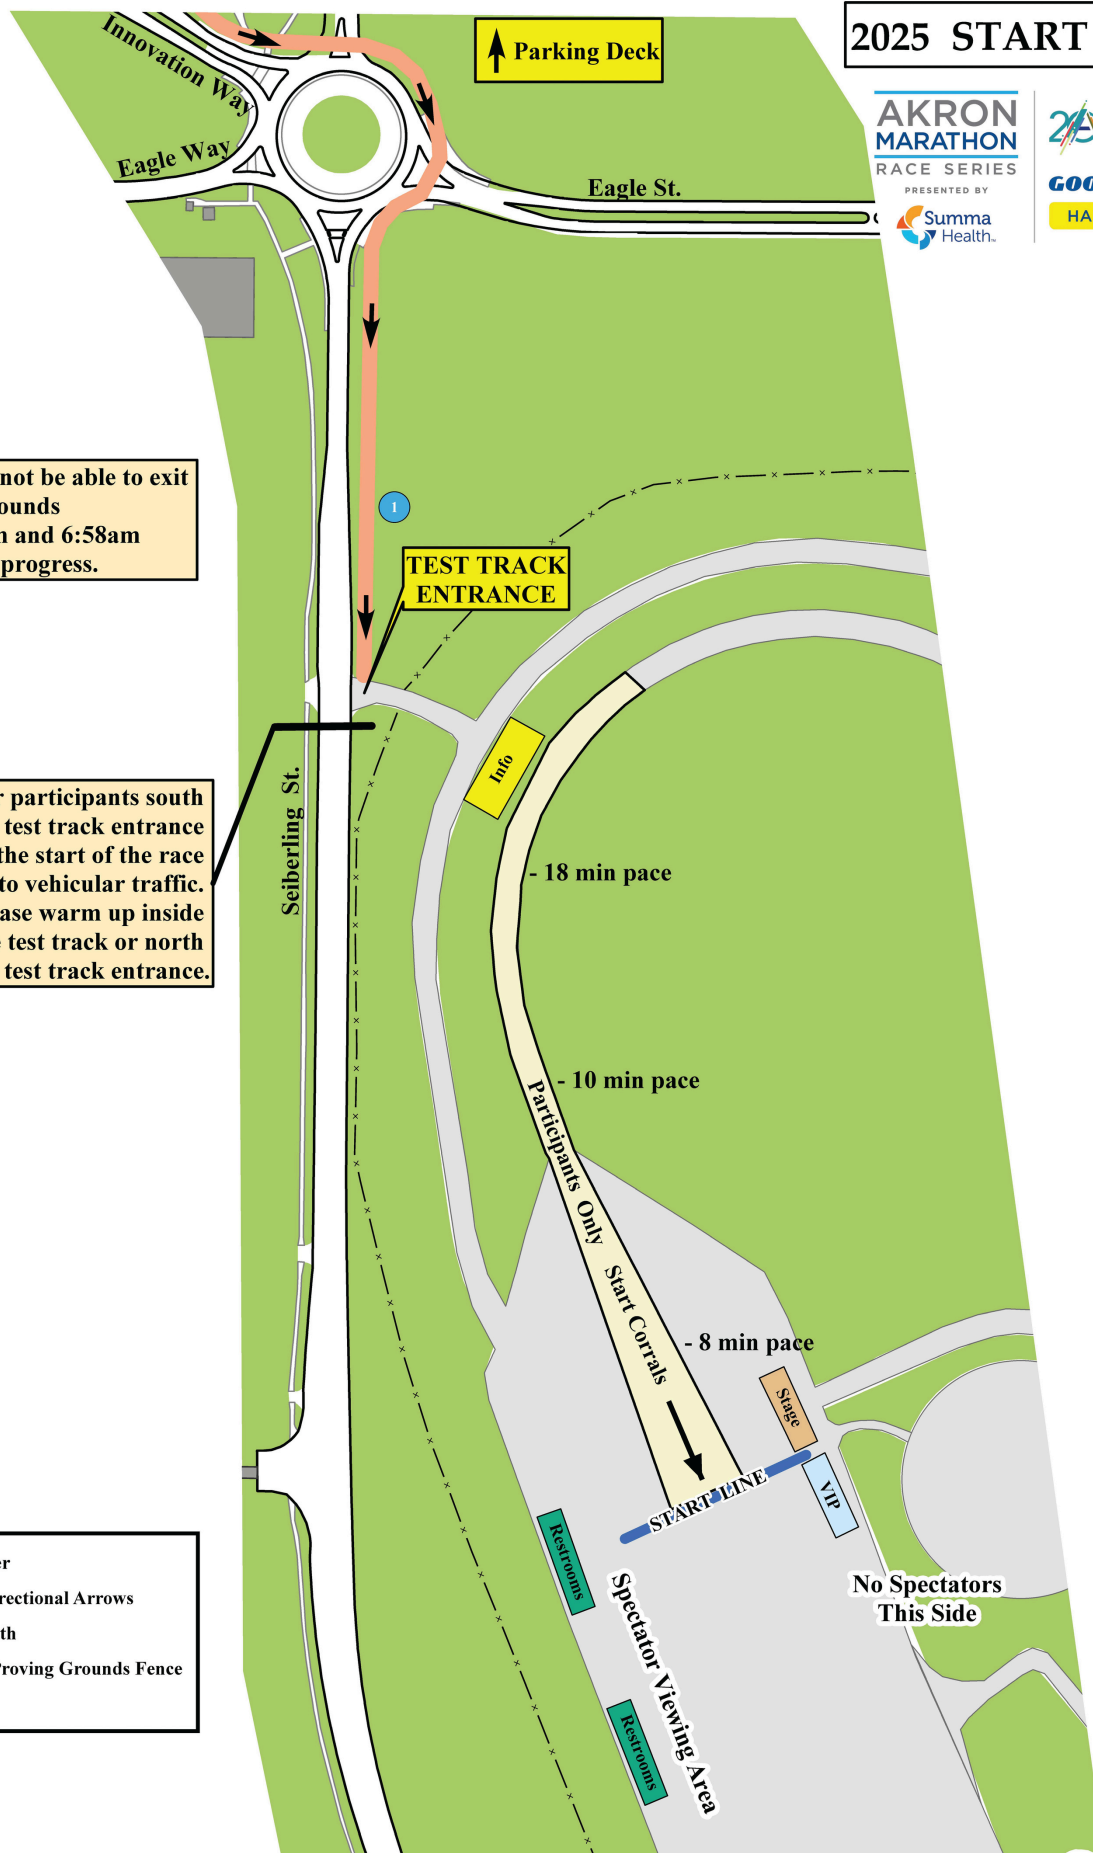 2025 START
Parking Deck
AKRON
MARATHON
RACE SERIES
PRESENTED BY
Summa
Health
HA
Innovation Way
Eagle Way
Eagle St.
not be able to exit
ounds
and 6:58am
progress.
1
TEST TRACK
ENTRANCE
Info
participants south
test track entrance
the start of the race
to vehicular traffic.
ase warm up inside
test track or north
test track entrance.
Seiberling St.
- 18 min pace
- 10 min pace
Participants Only
Start Corrals
- 8 min pace
Stage
START LINE
VIP
Restrooms
Spectator Viewing Area
No Spectators
This Side
Restrooms
er
rectional Arrows
th
Proving Grounds Fence